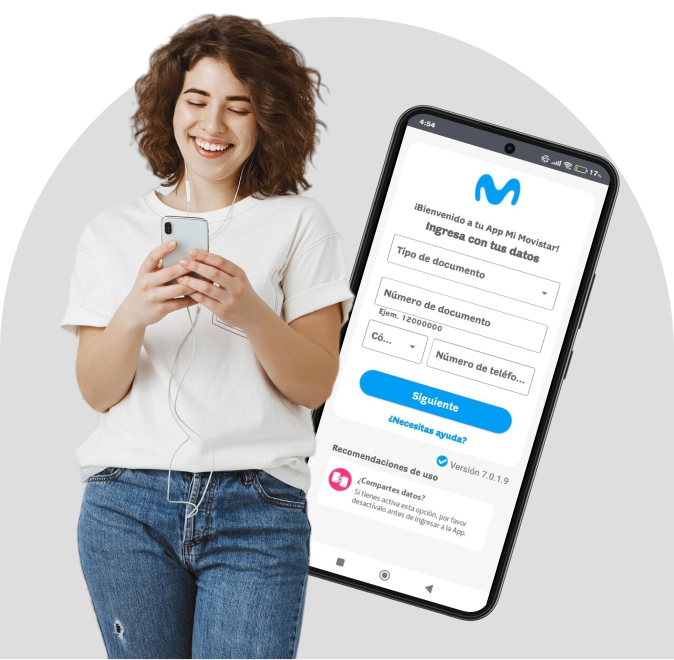 4:54
17%
¡Bienvenido a tu App Mi Movistar!
Ingresa con tus datos
Tipo de documento
Número de documento
Ejem. 12000000
Có...
Número de teléfo...
Siguiente
¿Necesitas ayuda?
Versión 7.0.1.9
Recomendaciones de uso
¿Compartes datos?
Si tienes activa esta opción, por favor
desactívalo antes de ingresar a la App.